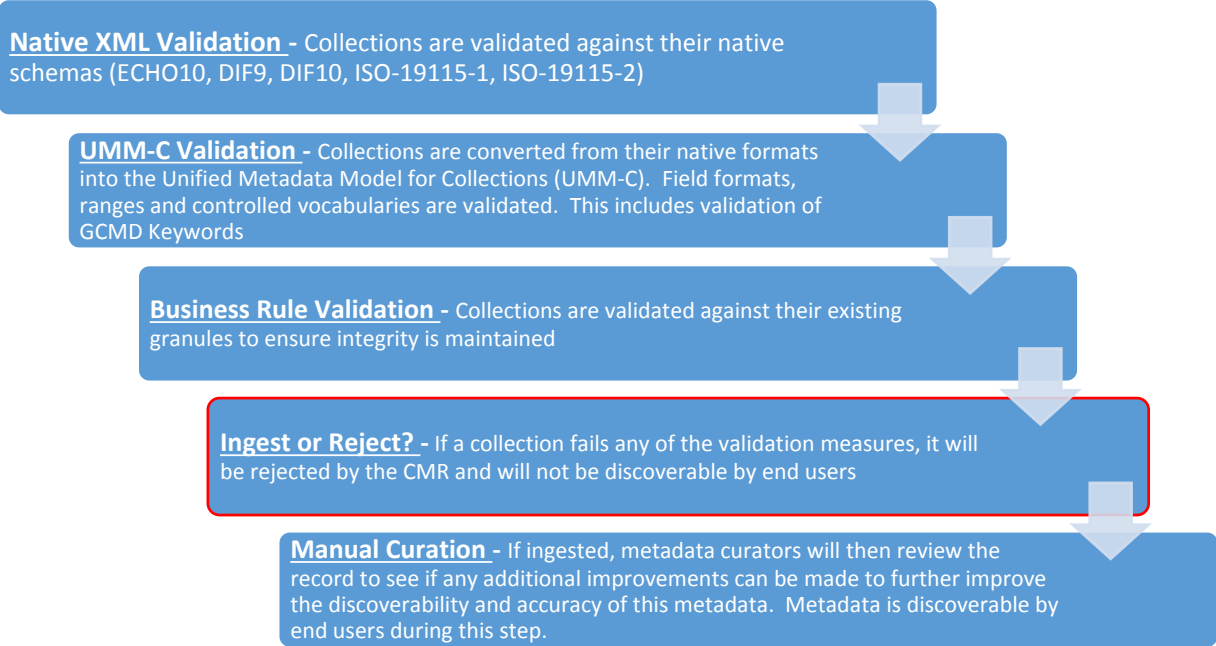 Native XML Validation - Collections are validated against their native
schemas (ECHO10, DIF9, DIF10, ISO-19115-1, ISO-19115-2)
UMM-C Validation - Collections are converted from their native formats
into the Unified Metadata Model for Collections (UMM-C). Field formats,
ranges and controlled vocabularies are validated. This includes validation of
GCMD Keywords
Business Rule Validation - Collections are validated against their existing
granules to ensure integrity is maintained
Ingest or Reject? - If a collection fails any of the validation measures, it will
be rejected by the CMR and will not be discoverable by end users
Manual Curation - If ingested, metadata curators will then review the
record to see if any additional improvements can be made to further improve
the discoverability and accuracy of this metadata. Metadata is discoverable by
end users during this step.